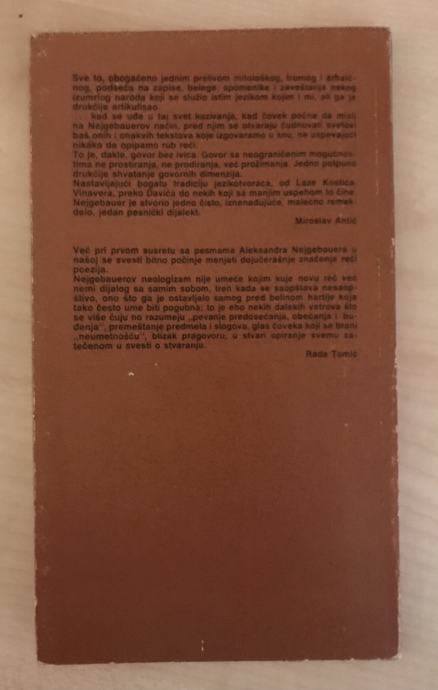 Sve to, obogaćeno jednim prelivom mitološkog, tromog i arhaič-
nog, podseća na zapise, belege, spomenike i zaveštanja nekog
izumrlog naroda koji se služio istim jezikom kojim i mi, ali ga je
drukčije artikulisao.
... kad se uđe u taj svet kazivanja, kad čovek počne da misli
na Nejgebauerov način, pred njim se otvaraju čudnovati svetovi
baš onih i onakvih tekstova koje izgovaramo u snu, ne uspevajući
nikako da opipamo rub reči.
To je, dakle, govor bez ivica. Govor sa neograničenim mogućnos-
tima ne prostiranja, ne prodiranja, već prožimanja. Jedno potpuno
drukčije shvatanje govornih dimenzija.
Nastavljajući bogatu tradiciju jezikotvoraca, od Laze Kostića,
Vinavera, preko Daviča do nekih koji sa manjim uspehom to čine,
Nejgebauer je stvorio jedno čisto, iznenađujuće, malečno remek-
delo, jedan pesnički dijalekt.
Miroslav Antić
Već pri prvom susretu sa pesmama Aleksandra Nejgebauera u
našoj se svesti bitno počinje menjati dojučerašnje značenje reči
poezija.
Nejgebauerov neologizam nije umeće kojim kuje novu reč već
nemi dijalog sa samim sobom, tren kada se saopštava nesaop-
štivo, ono što ga je ostavljalo samog pred belinom hartije koja
tako često ume biti pogubna; to je eho nekih dalekih vatrova što
se više čuju no razumeju „pevanje predosećanja, obećanja i bu-
đenja", premeštanje predmeta i slogova, glas čoveka koji se brani
„neumetnošću", blizak pragovoru, u stvari opiranje svemu za-
tečenom u svesti o stvaranju.
Rade Tomić